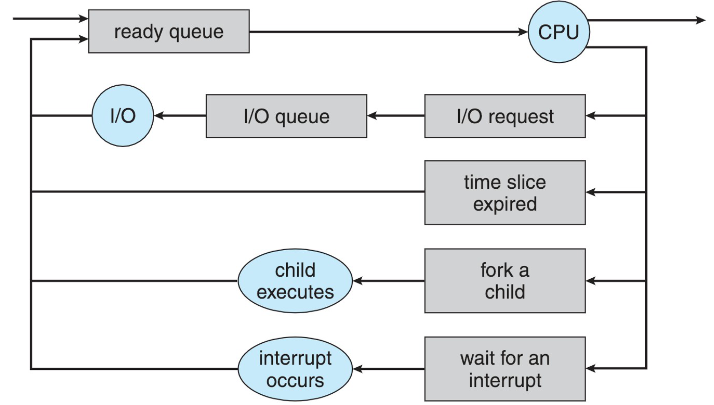 ready queue
CPU
I/O
I/O queue
I/O request
time slice
expired
child
executes
fork a
child
interrupt
occurs
wait for an
interrupt